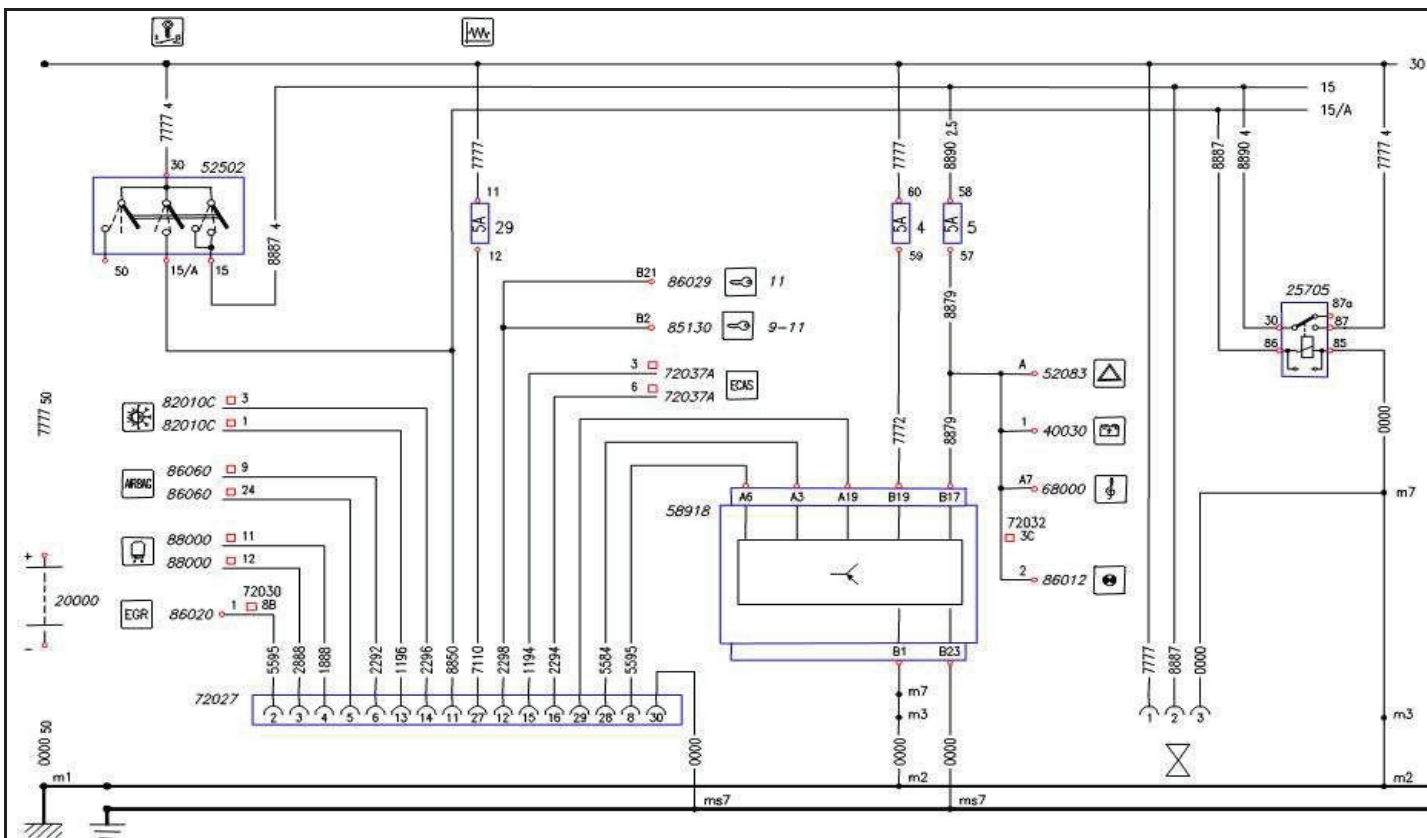 30
15
15/A
7777 4
7777
7777
8890 2.5
8887
8890 4
7777 4
30 52502
50 15/A 15
8887 4
11
5A 29
12
60
5A 4
59
58
5A 5
57
B21 86029 11
B2 85130 9-11
3 72037A
6 72037A
ECAS
25705
87a
30 87
86 85
0000
7777 50
82010C 3
82010C 1
AIRBAG
86060 9
86060 24
88000 11
88000 12
72030
EGR 86020 1 8B
8879
7772
8879
A 52083
1 40030
A7 68000
72032
3C
2 86012
m7
58918
A6 A3 A19 B19 B17
+
20000
-
5595 2888 1888 2292 1196 2296 8850 7110 2298 1194 2294 5584 5595
72027
2 3 4 5 6 13 14 11 27 12 15 16 29 28 8 30
B1 B23
m7
m3
0000
0000
0000
7777 8887 0000
1 2 3
m3
0000 50
m1
m2
m2
ms7
ms7